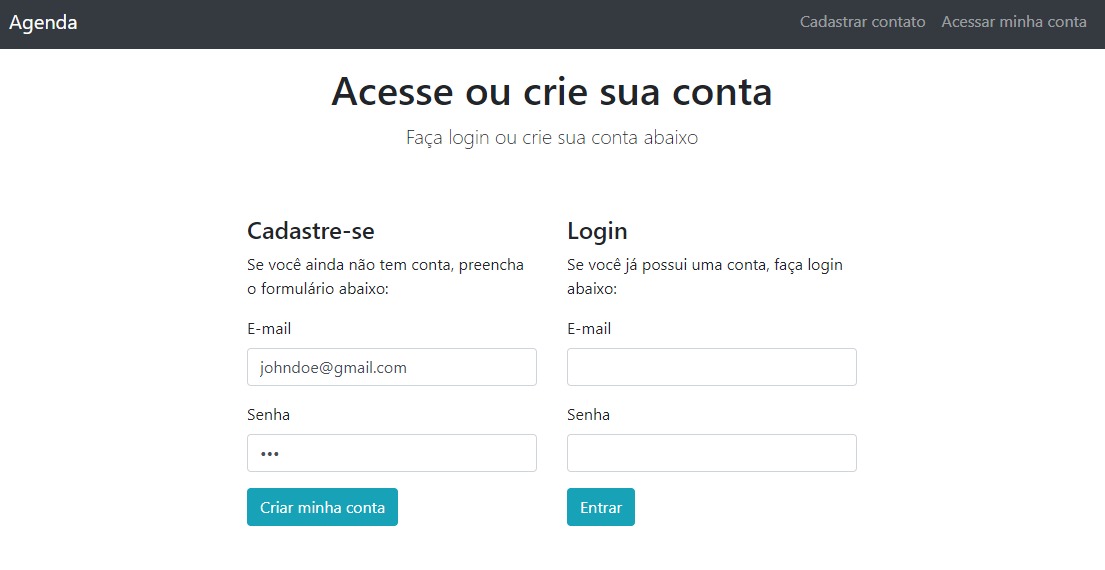 Agenda
Cadastrar contato
Acessar minha conta
Acesse ou crie sua conta
Faça login ou crie sua conta abaixo
Cadastre-se
Se você ainda não tem conta, preencha
o formulário abaixo:
E-mail
johndoe@gmail.com
Senha
•••
Criar minha conta
Login
Se você já possui uma conta, faça login
abaixo:
E-mail
Senha
Entrar